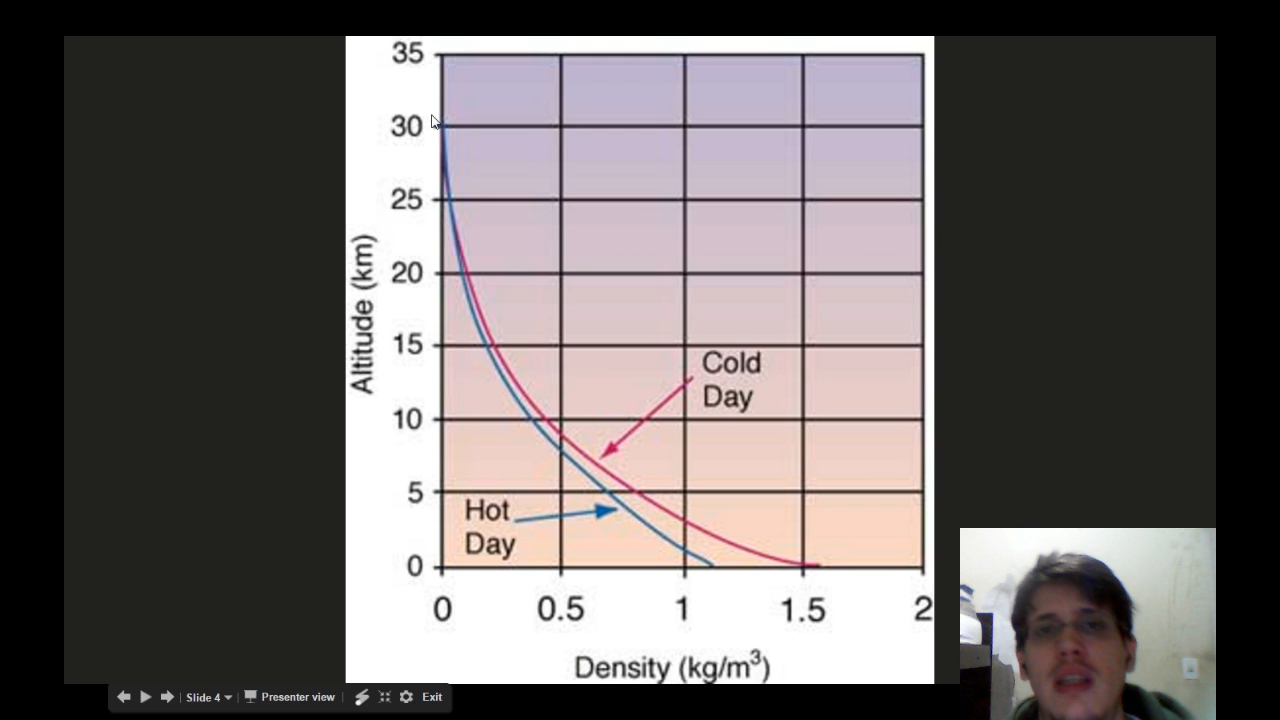 35
30
25
20
15
10
5
0
Altitude (km)
Cold
Day
Hot
Day
0 0.5 1 1.5 2
Density (kg/m³)
Slide 4 Presenter view Exit